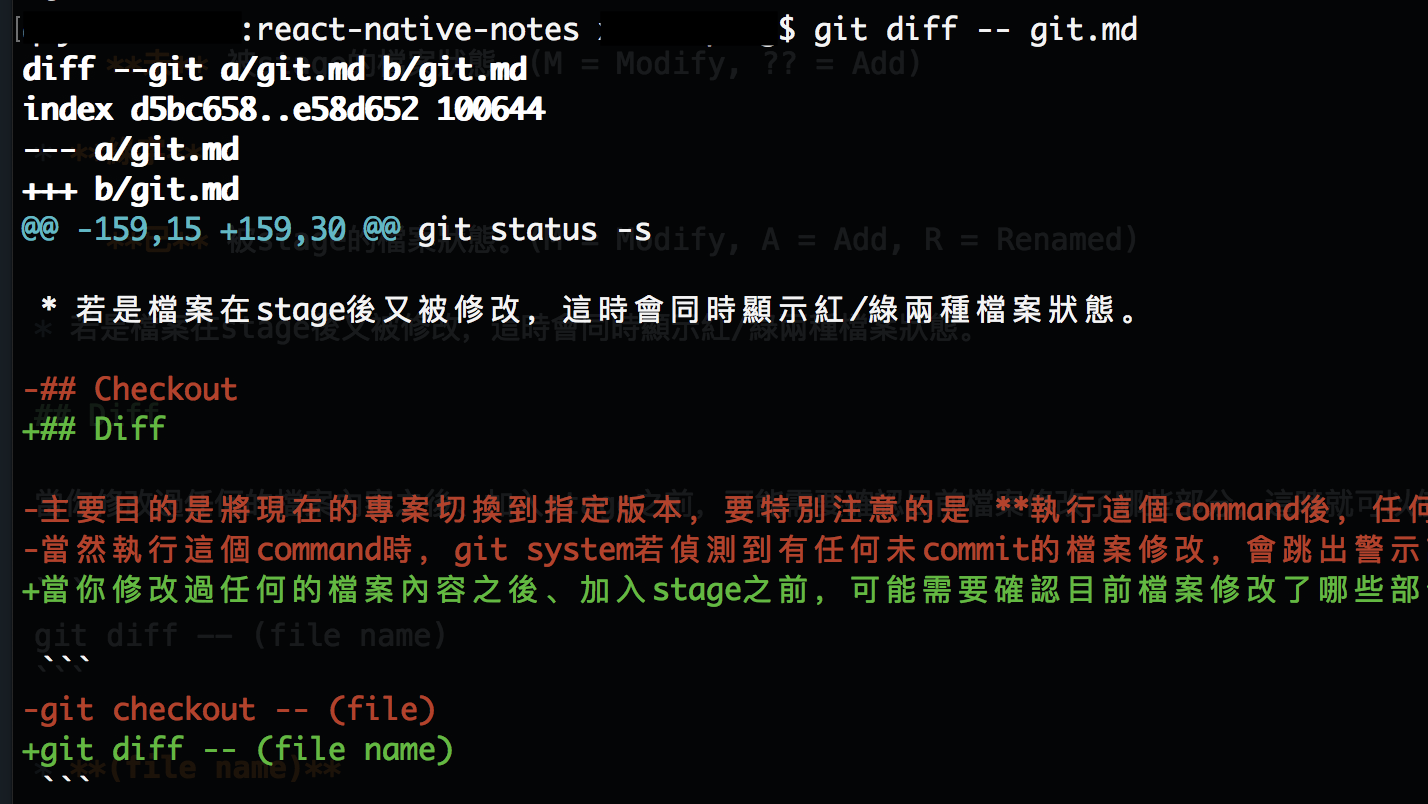 :react-native-notes $ git diff -- git.md
diff --git a/git.md b/git.md
index d5bc658..e58d652 100644
--- a/git.md
+++ b/git.md
@@ -159,15 +159,30 @@ git status -s
* 若是檔案在stage後又被修改, 這時會同時顯示紅/綠兩種檔案狀態。
-## Checkout
+## Diff
-主要目的是將現在的專案切換到指定版本, 要特別注意的是 **執行這個command後, 任何
-當然執行這個command時, git system若偵測到有任何未commit的檔案修改, 會跳出警示
+當你修改過任何的檔案內容之後、加入stage之前, 可能需要確認目前檔案修改了哪些部
```
-git checkout -- (file)
+git diff -- (file name)
```